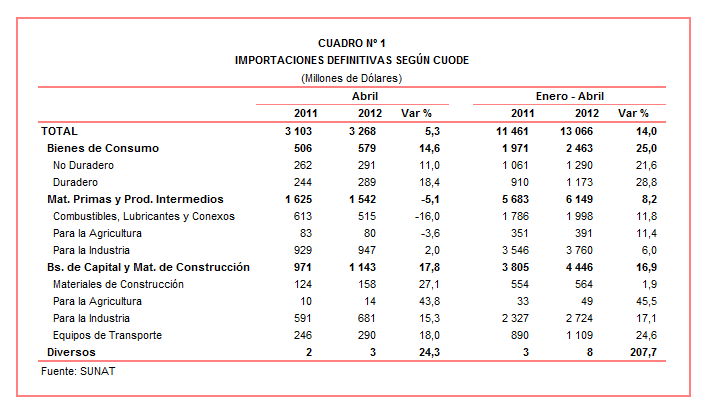 CUADRO Nº 1
IMPORTACIONES DEFINITIVAS SEGÚN CUODE
(Millones de Dólares)
Abril Enero - Abril
2011 2012 Var % 2011 2012 Var %
TOTAL 3 103 3 268 5,3 11 461 13 066 14,0
Bienes de Consumo 506 579 14,6 1 971 2 463 25,0
No Duradero 262 291 11,0 1 061 1 290 21,6
Duradero 244 289 18,4 910 1 173 28,8
Mat. Primas y Prod. Intermedios 1 625 1 542 -5,1 5 683 6 149 8,2
Combustibles, Lubricantes y Conexos 613 515 -16,0 1 786 1 998 11,8
Para la Agricultura 83 80 -3,6 351 391 11,4
Para la Industria 929 947 2,0 3 546 3 760 6,0
Bs. de Capital y Mat. de Construcción 971 1 143 17,8 3 805 4 446 16,9
Materiales de Construcción 124 158 27,1 554 564 1,9
Para la Agricultura 10 14 43,8 33 49 45,5
Para la Industria 591 681 15,3 2 327 2 724 17,1
Equipos de Transporte 246 290 18,0 890 1 109 24,6
Diversos 2 3 24,3 3 8 207,7
Fuente: SUNAT